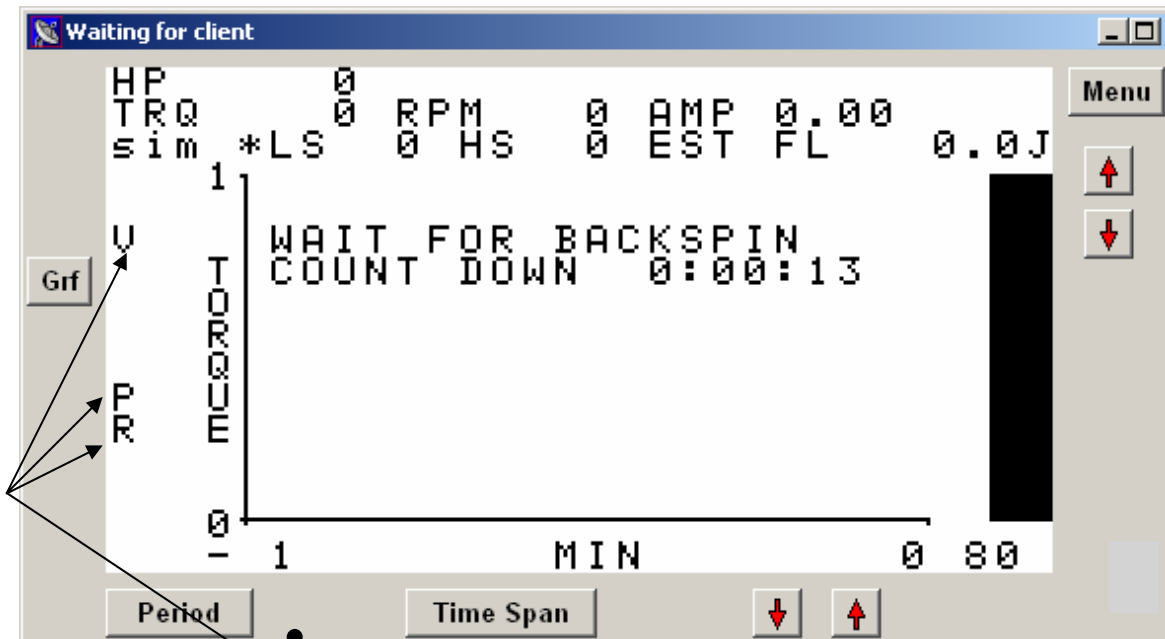 Waiting for client
HP 0
TRQ 0 RPM 0 AMP 0.00
sim *LS 0 HS 0 EST FL 0.0J
Menu
1
V WAIT FOR BACKSPIN
COUNT DOWN 0:00:13
Grf
TORQUE
P
R
0
- 1 MIN 0 80
Period Time Span